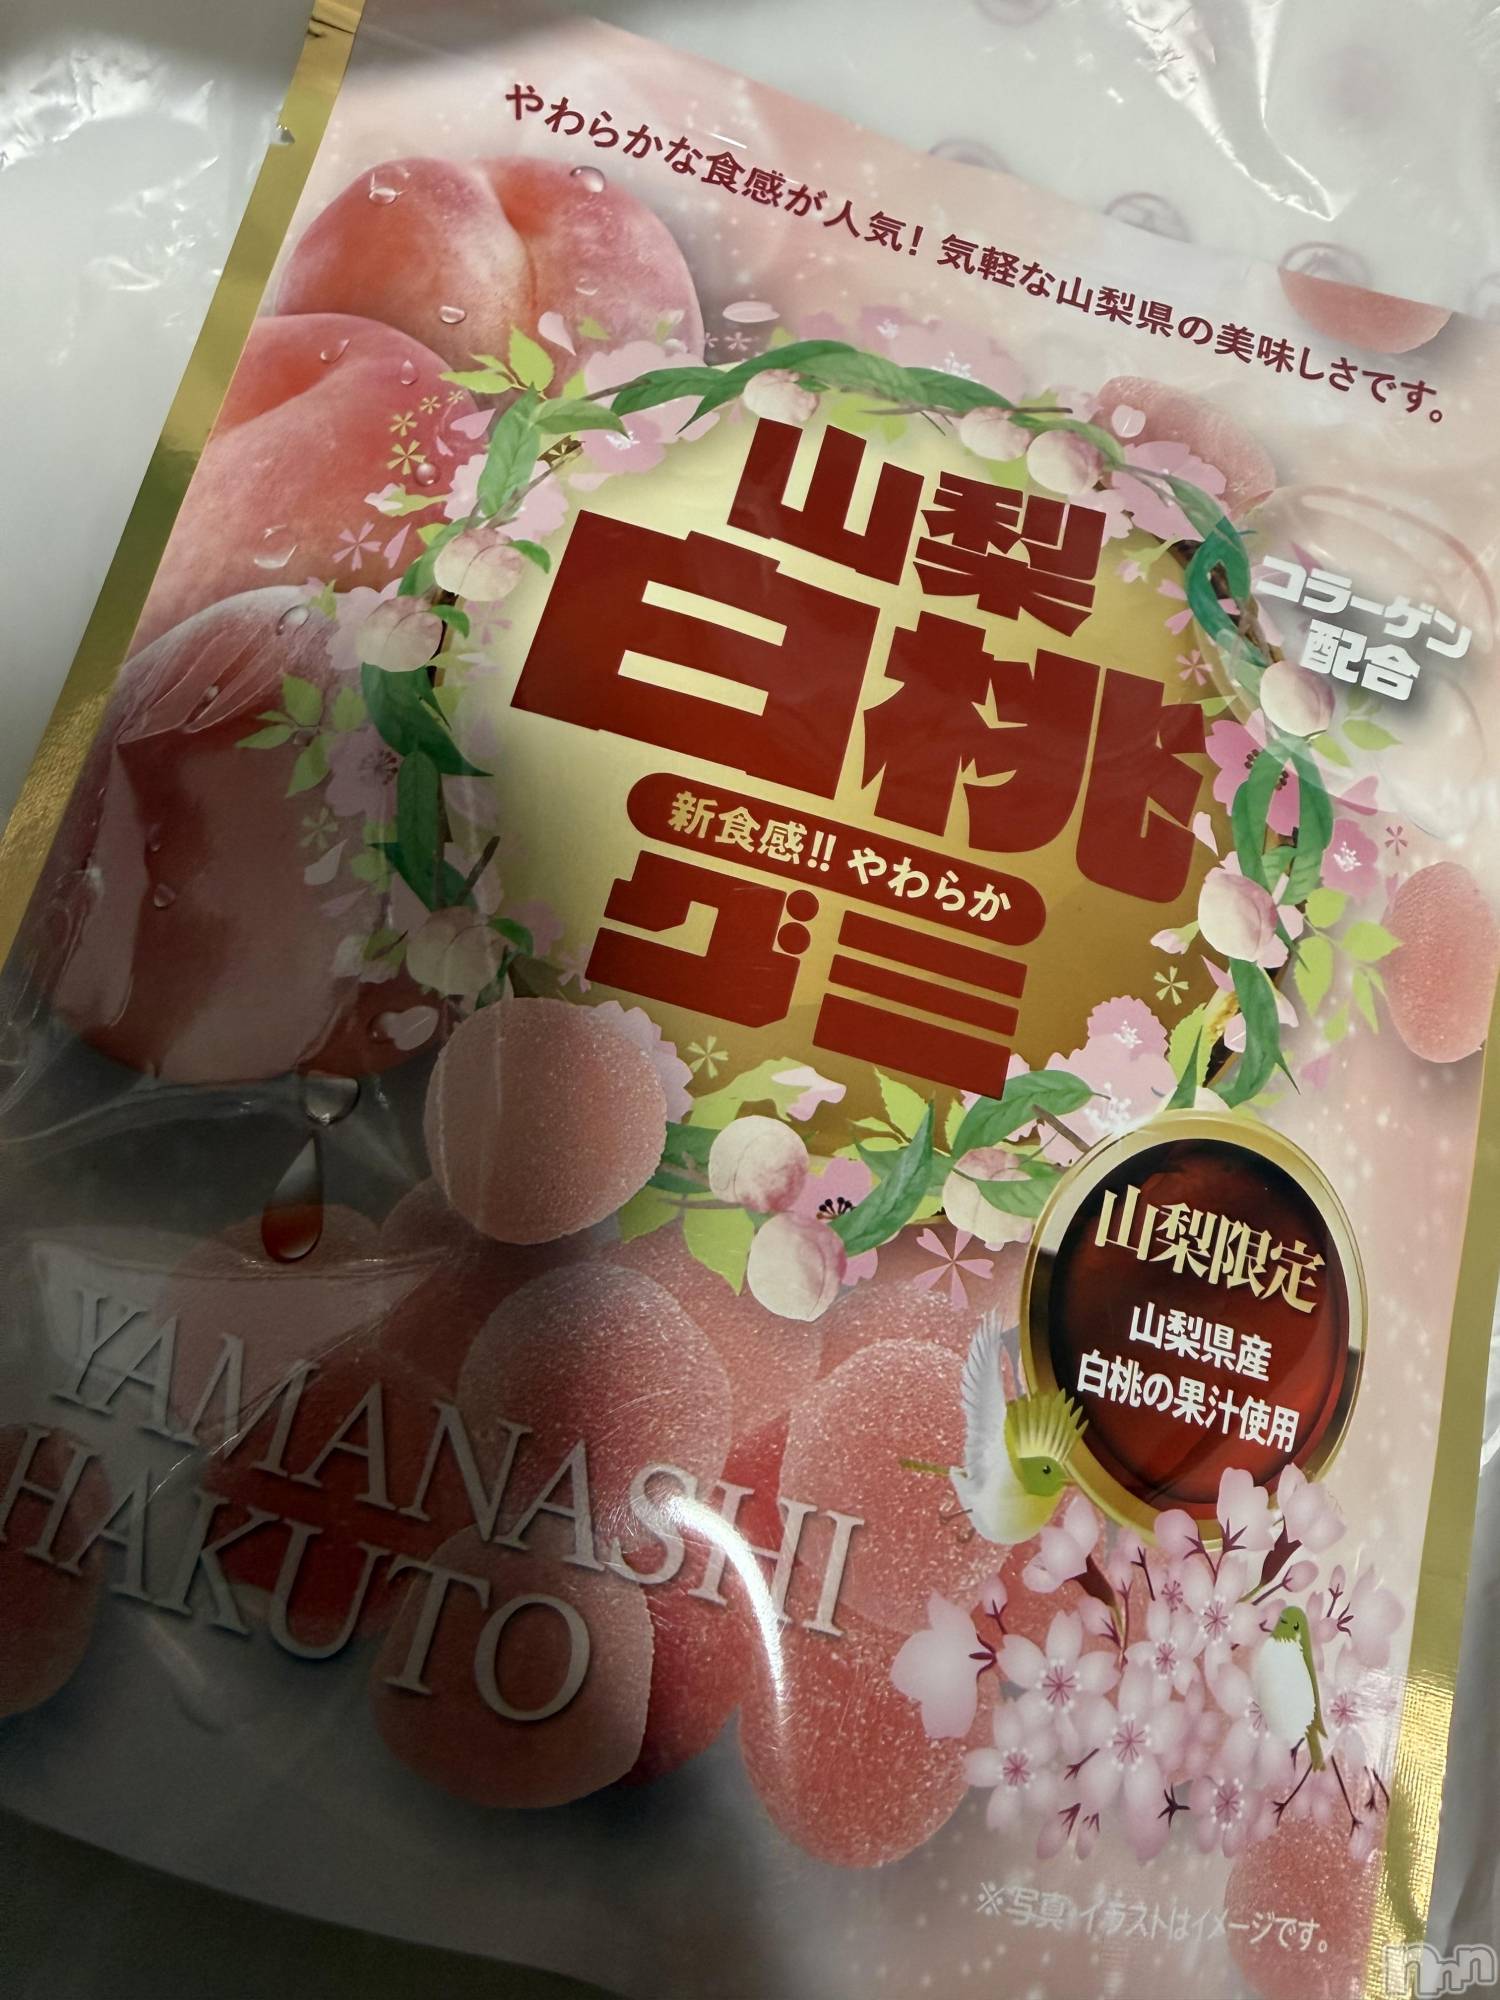 やわらかな食感が人気！気軽な山梨県の美味しさです。
山梨
白桃
新食感!! やわらか
グミ
コラーゲン
配合
山梨限定
山梨県産
白桃の果汁使用
YAMANASHI
HAKUTO
※写真・イラストはイメージです。
nnn